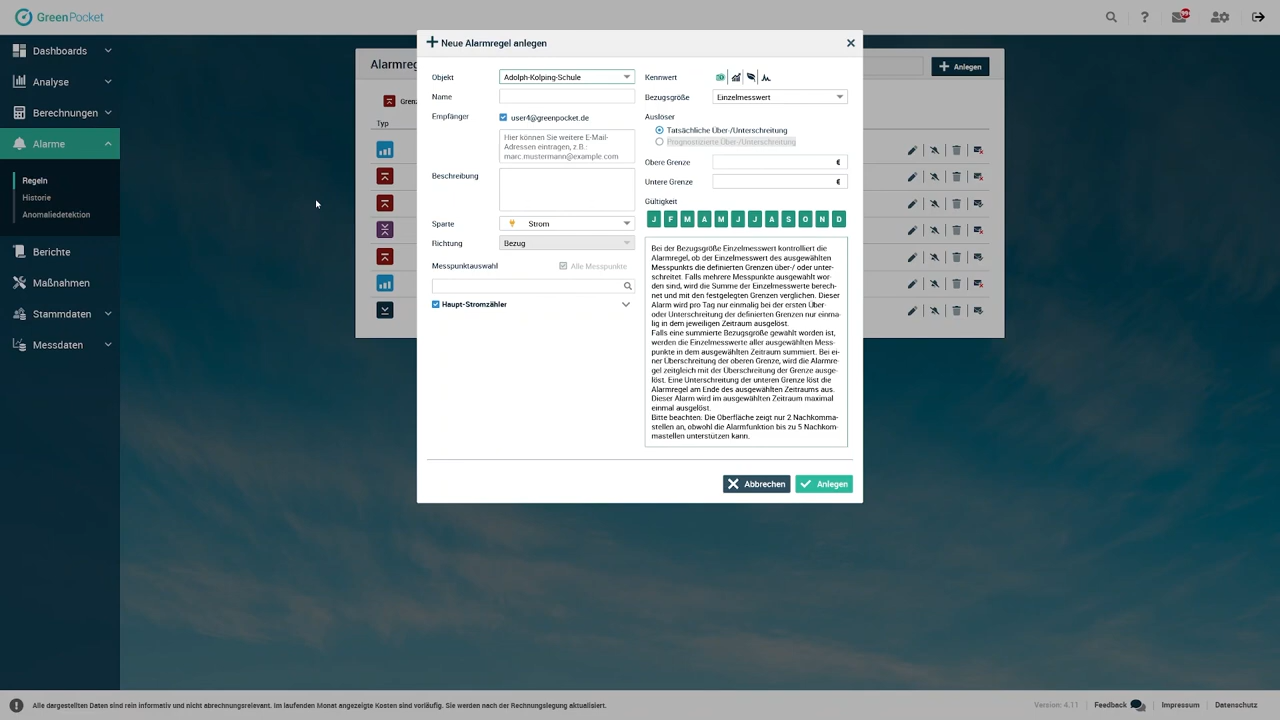 GreenPocket
99+
Dashboards
Analyse
Berechnungen
Alarme
Regeln
Historie
Anomaliedetektion
Berichte
Maßnahmen
Stammdaten
Messdaten
Alarmreg
Anlegen
Grenz
Typ
Neue Alarmregel anlegen
Objekt
Adolph-Kolping-Schule
Name
Empfänger
user4@greenpocket.de
Hier können Sie weitere E-Mail-
Adressen eintragen, z.B.:
marc.mustermann@example.com
Beschreibung
Sparte
Strom
Richtung
Bezug
Messpunktauswahl
Alle Messpunkte
Haupt-Stromzähler
Kennwert
Bezugsgröße
Einzelmesswert
Auslöser
Tatsächliche Über-/Unterschreitung
Prognostizierte Über-/Unterschreitung
Obere Grenze
€
Untere Grenze
€
Gültigkeit
J F M A M J J A S O N D
Bei der Bezugsgröße Einzelmesswert kontrolliert die
Alarmregel, ob der Einzelmesswert des ausgewählten
Messpunkts die definierten Grenzen über-/ oder unter-
schreitet. Falls mehrere Messpunkte ausgewählt wor-
den sind, wird die Summe der Einzelmesswerte berech-
net und mit den festgelegten Grenzen verglichen. Dieser
Alarm wird pro Tag nur einmalig bei der ersten Über
oder Unterschreitung der definierten Grenzen nur einma-
lig in dem jeweiligen Zeitraum ausgelöst.
Falls eine summierte Bezugsgröße gewählt worden ist,
werden die Einzelmesswerte aller ausgewählten Mess-
punkte in dem ausgewählten Zeitraum summiert. Bei ei-
ner Überschreitung der oberen Grenze, wird die Alarmre-
gel zeitgleich mit der Überschreitung der Grenze ausge-
löst. Eine Unterschreitung der unteren Grenze löst die
Alarmregel am Ende des ausgewählten Zeitraums aus.
Dieser Alarm wird im ausgewählten Zeitraum maximal
einmal ausgelöst.
Bitte beachten: Die Oberfläche zeigt nur 2 Nachkomma-
stellen an, obwohl die Alarmfunktion bis zu 5 Nachkom-
mastellen unterstützen kann.
Abbrechen
Anlegen
Alle dargestellten Daten sind rein informativ und nicht abrechnungsrelevant. Im laufenden Monat angezeigte Kosten sind vorläufig. Sie werden nach der Rechnungslegung aktualisiert.
Version: 4.11
Feedback
Impressum
Datenschutz